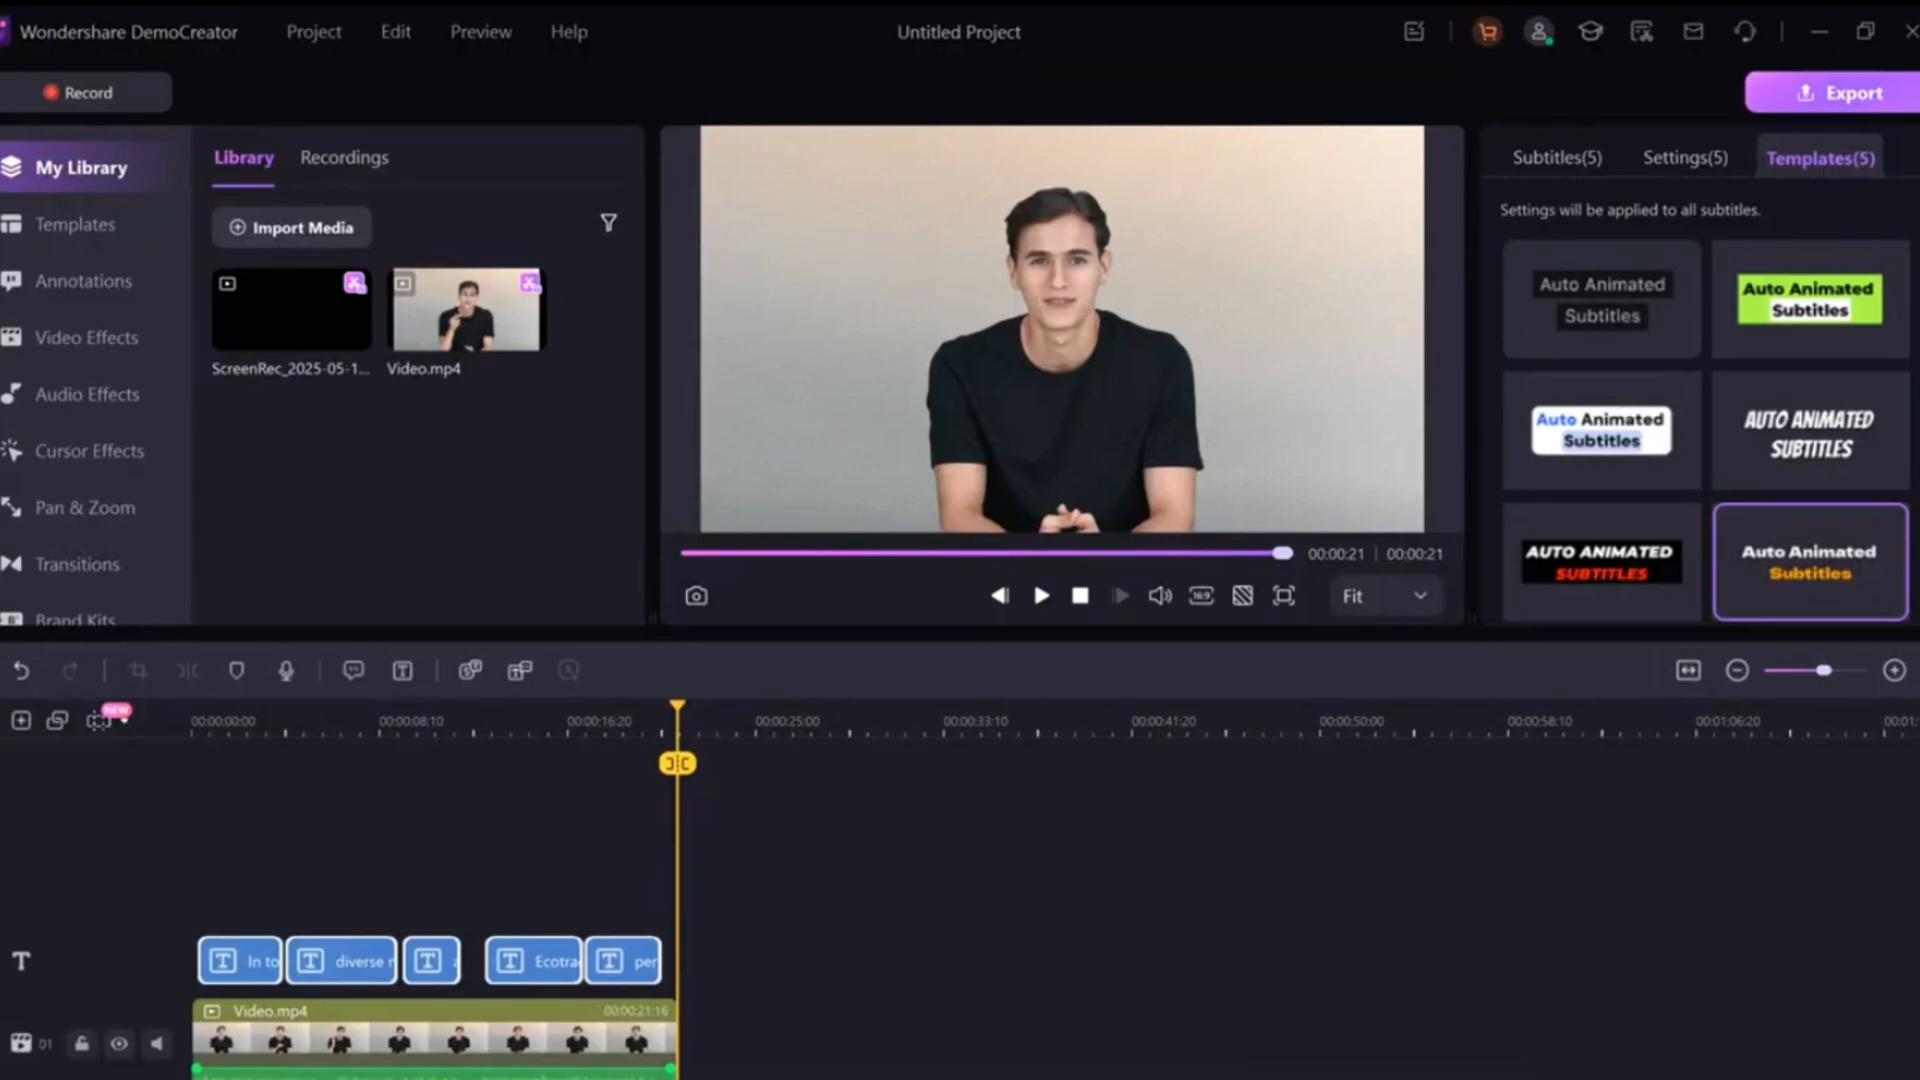 Wondershare DemoCreator
Project
Edit
Preview
Help
Untitled Project
Record
Export
My Library
Templates
Annotations
Video Effects
Audio Effects
Cursor Effects
Pan & Zoom
Transitions
Brand Kits
Library
Recordings
Import Media
ScreenRec_2025-05-1...
Video.mp4
00:00:21 | 00:00:21
16:9
Fit
Subtitles(5)
Settings(5)
Templates(5)
Settings will be applied to all subtitles.
Auto Animated
Subtitles
Auto Animated
Subtitles
Auto Animated
Subtitles
AUTO ANIMATED
SUBTITLES
AUTO ANIMATED
SUBTITLES
Auto Animated
Subtitles
NEW
00:00:00:00
00:00:08:10
00:00:16:20
00:00:25:00
00:00:33:10
00:00:41:20
00:00:50:00
00:00:58:10
00:01:06:20
00:01:
T
T In to
T diverse r
T
T Ecotra
T per
Video.mp4
00:00:21:16
01